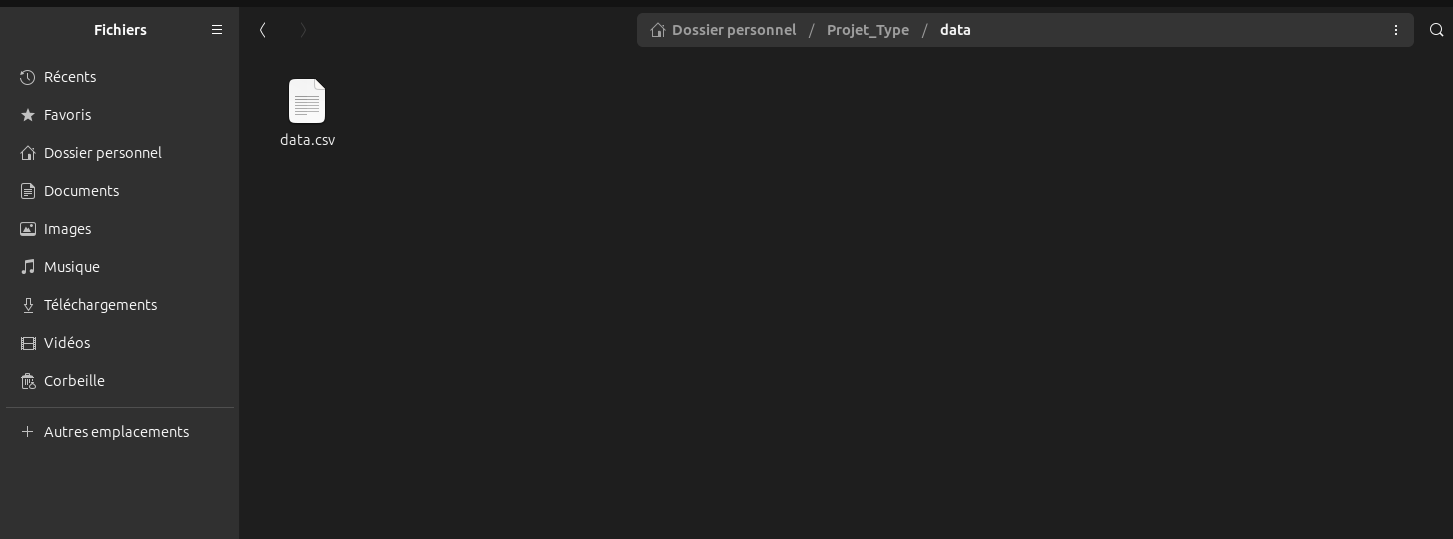 Fichiers
Dossier personnel / Projet_Type / data
Récents
Favoris
Dossier personnel
Documents
Images
Musique
Téléchargements
Vidéos
Corbeille
Autres emplacements
data.csv